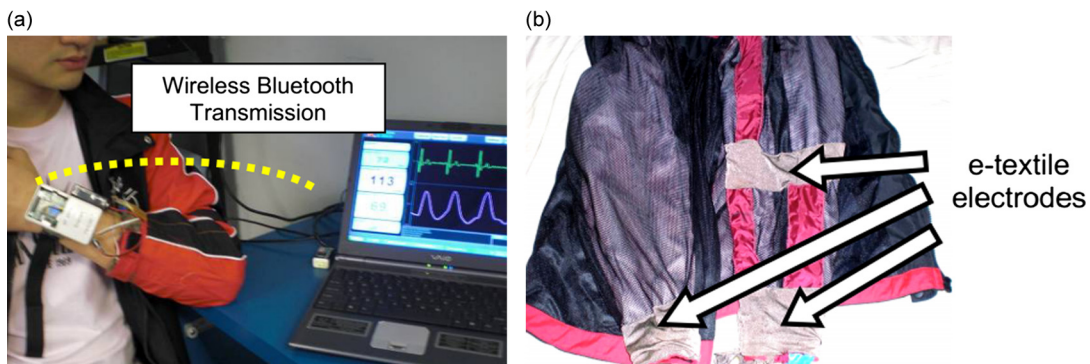 (a)
(b)
Wireless Bluetooth
Transmission
113
69
VAIO
e-textile
electrodes